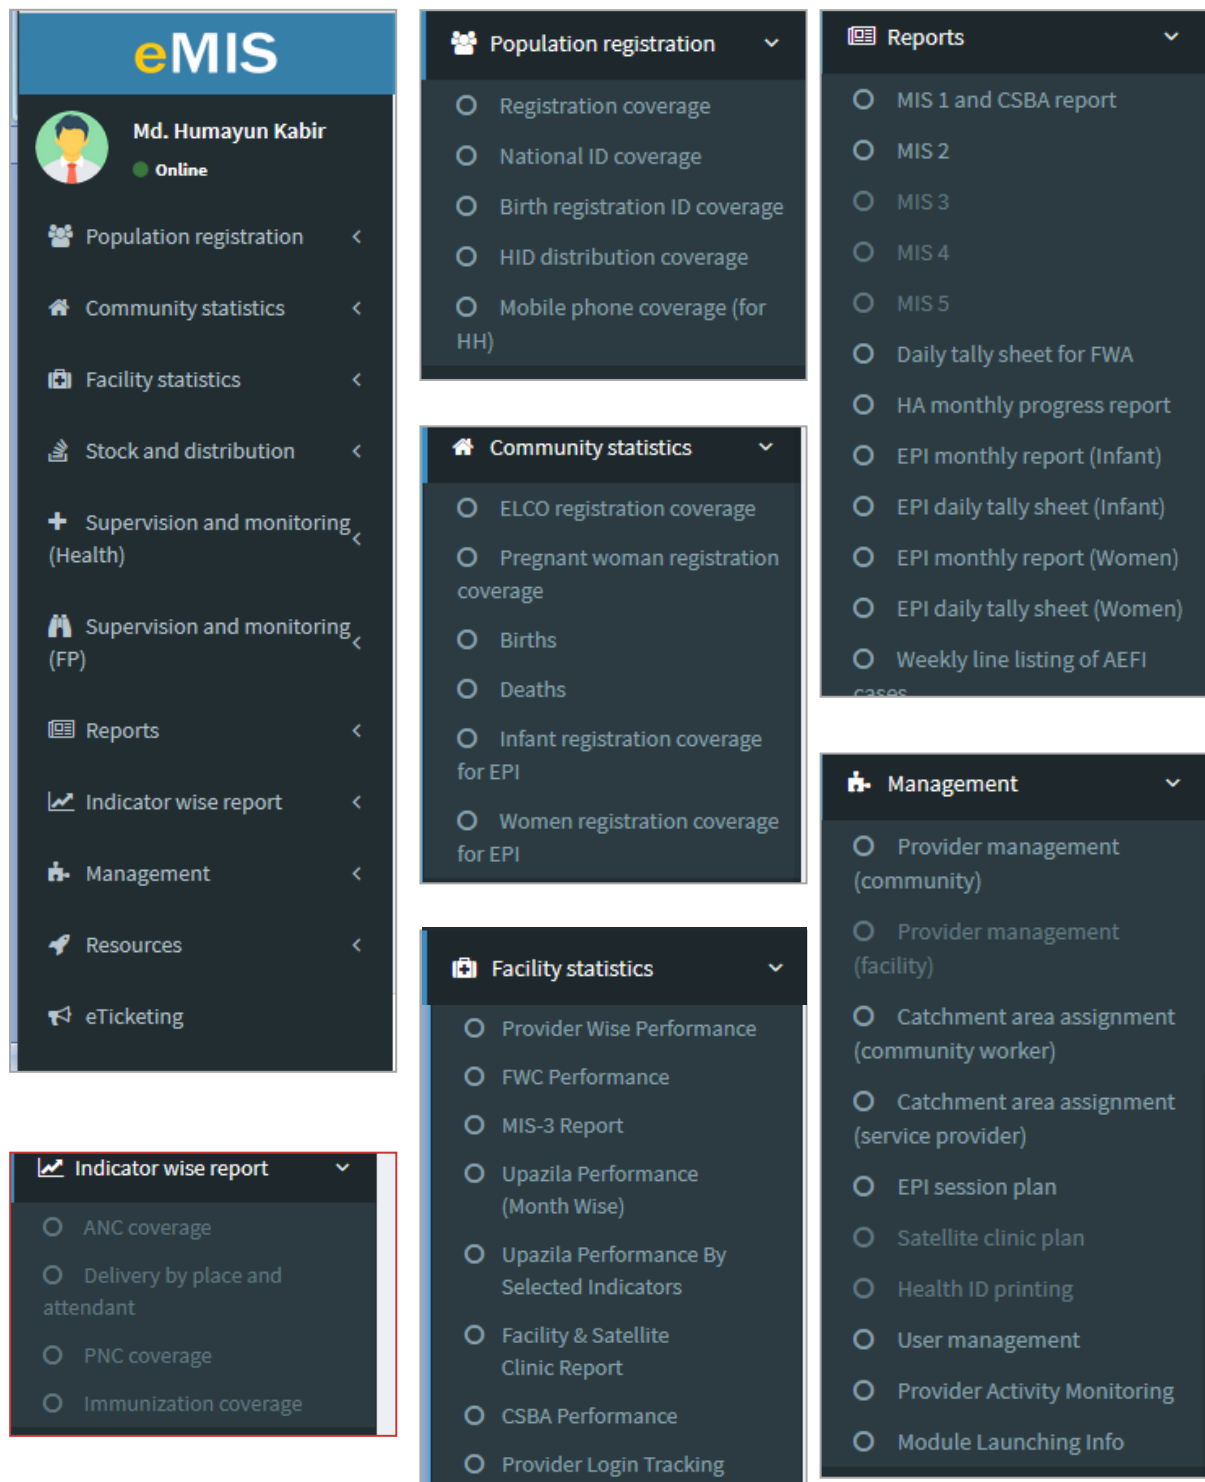 eMIS
Md. Humayun Kabir
Online
Population registration
Community statistics
Facility statistics
Stock and distribution
Supervision and monitoring
(Health)
Supervision and monitoring
(FP)
Reports
Indicator wise report
Management
Resources
eTicketing
Indicator wise report
ANC coverage
Delivery by place and
attendant
PNC coverage
Immunization coverage
Population registration
Registration coverage
National ID coverage
Birth registration ID coverage
HID distribution coverage
Mobile phone coverage (for
HH)
Community statistics
ELCO registration coverage
Pregnant woman registration
coverage
Births
Deaths
Infant registration coverage
for EPI
Women registration coverage
for EPI
Facility statistics
Provider Wise Performance
FWC Performance
MIS-3 Report
Upazila Performance
(Month Wise)
Upazila Performance By
Selected Indicators
Facility & Satellite
Clinic Report
CSBA Performance
Provider Login Tracking
Reports
MIS 1 and CSBA report
MIS 2
MIS 3
MIS 4
MIS 5
Daily tally sheet for FWA
HA monthly progress report
EPI monthly report (Infant)
EPI daily tally sheet (Infant)
EPI monthly report (Women)
EPI daily tally sheet (Women)
Weekly line listing of AEFI
cases
Management
Provider management
(community)
Provider management
(facility)
Catchment area assignment
(community worker)
Catchment area assignment
(service provider)
EPI session plan
Satellite clinic plan
Health ID printing
User management
Provider Activity Monitoring
Module Launching Info